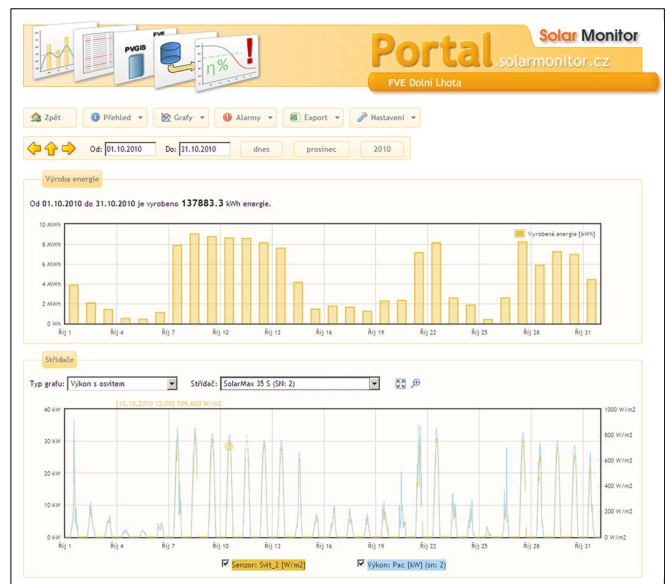 PVGIS
FVE
η%
Solar Monitor
Portal.solarmonitor.cz
FVE Dolní Lhota
Zpět
Přehled
Grafy
Alarmy
Export
Nastavení
Od: 01.10.2010 Do: 31.10.2010 dnes prosinec 2010
Výroba energie
Od 01.10.2010 do 31.10.2010 je vyrobeno 137883.3 kWh energie.
10 MWh
8 MWh
6 MWh
4 MWh
2 MWh
0 Wh
Vyrobená energie [kWh]
Říj 1 Říj 4 Říj 7 Říj 10 Říj 13 Říj 16 Říj 19 Říj 22 Říj 25 Říj 28 Říj 31
Střídače
Typ grafu: Výkon s osvitem Střídač: SolarMax 35 S (SN: 2)
[10.10.2010 12:00] 709.600 W/m2
40 kW
30 kW
20 kW
10 kW
0 kW
1000 W/m2
800 W/m2
600 W/m2
400 W/m2
200 W/m2
0 W/m2
Říj 1 Říj 4 Říj 7 Říj 10 Říj 13 Říj 16 Říj 19 Říj 22 Říj 25 Říj 28 Říj 31
Senzor: Svit_2 [W/m2] Výkon: Pac [kW] (sn: 2)